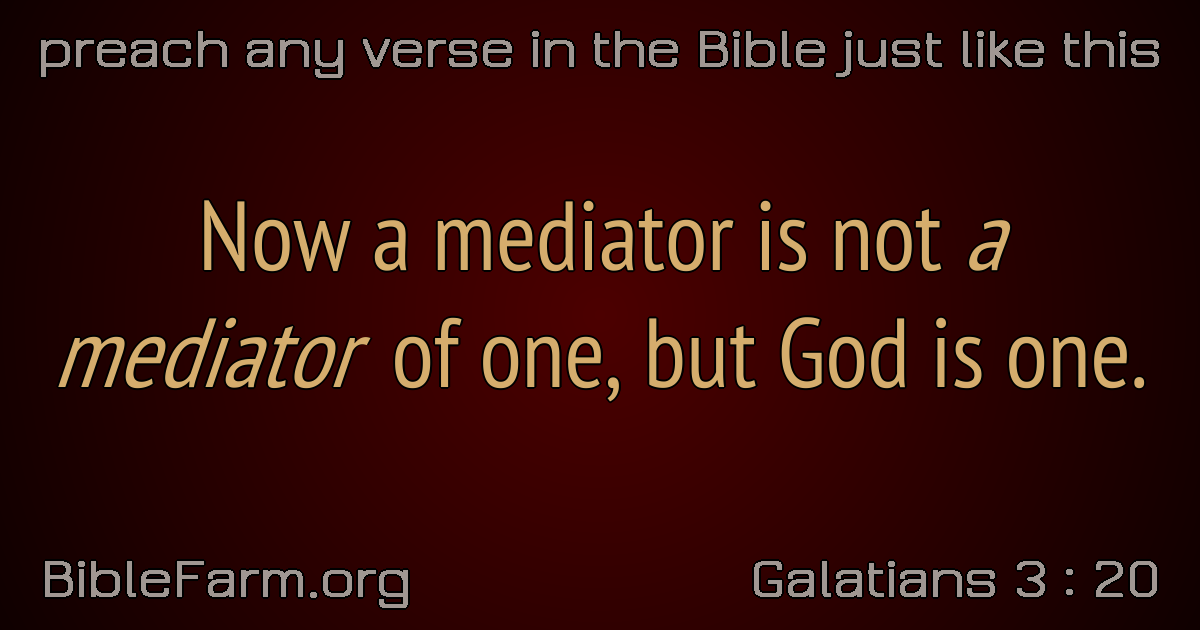 preach any verse in the Bible just like this
Now a mediator is not a
mediator of one, but God is one.
BibleFarm.org
Galatians 3 : 20